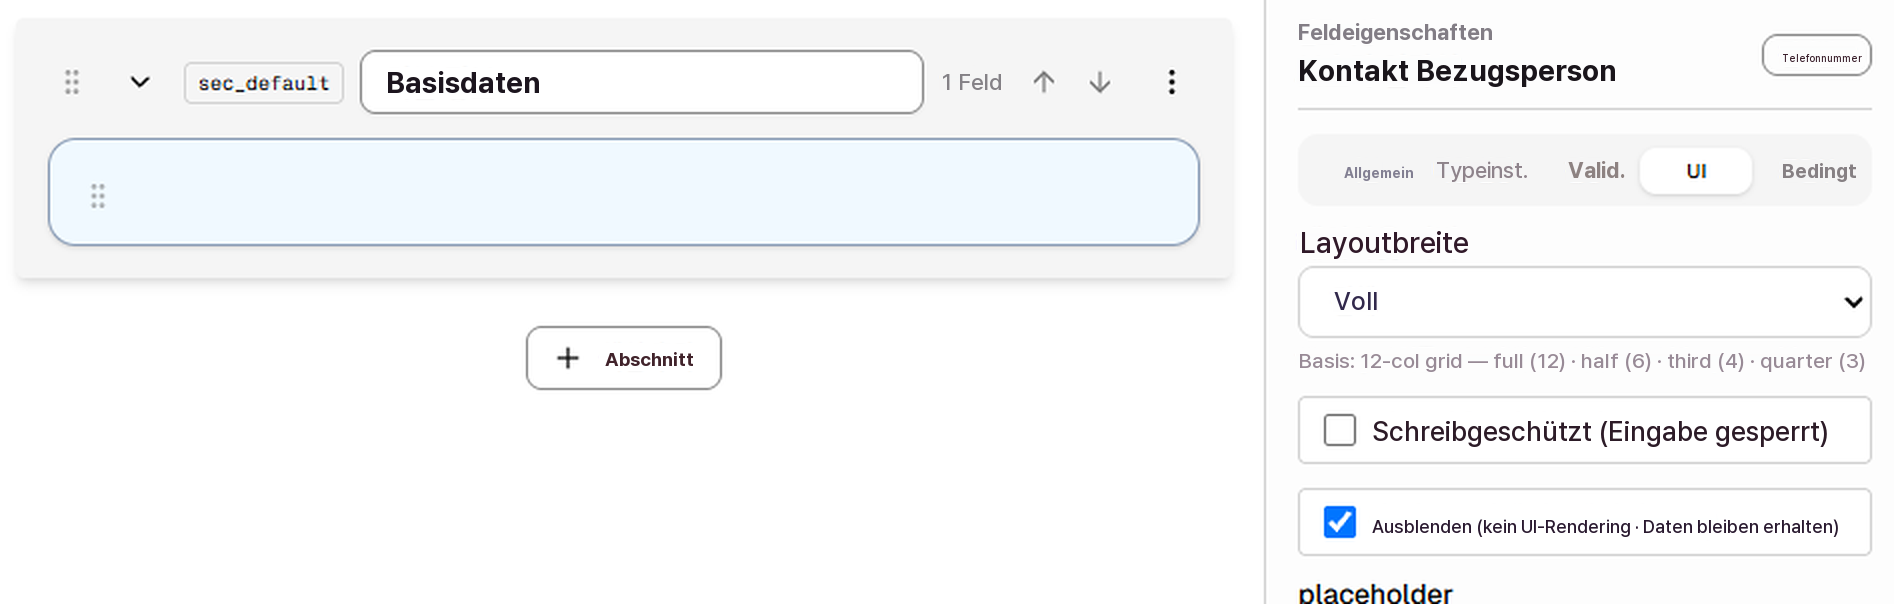 sec_default
Basisdaten
1 Feld
Abschnitt
Feldeigenschaften
Kontakt Bezugsperson
Telefonnummer
Allgemein Typeinst. Valid. UI Bedingt
Layoutbreite
Voll
Basis: 12-col grid — full (12) · half (6) · third (4) · quarter (3)
Schreibgeschützt (Eingabe gesperrt)
Ausblenden (kein UI-Rendering · Daten bleiben erhalten)
placeholder